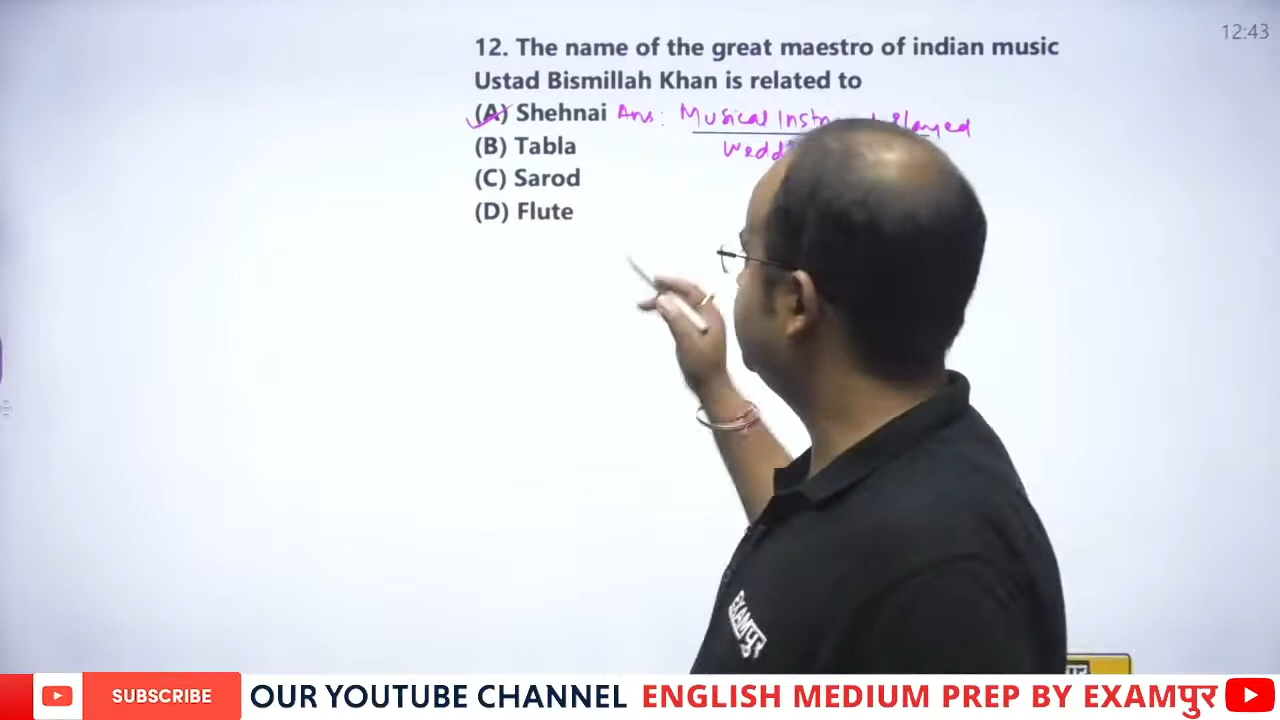 12:43
12. The name of the great maestro of indian music
Ustad Bismillah Khan is related to
(A) Shehnai Ans: Musical Played
(B) Tabla
(C) Sarod
(D) Flute
EXAMपुर
SUBSCRIBE OUR YOUTUBE CHANNEL ENGLISH MEDIUM PREP BY EXAMपुर